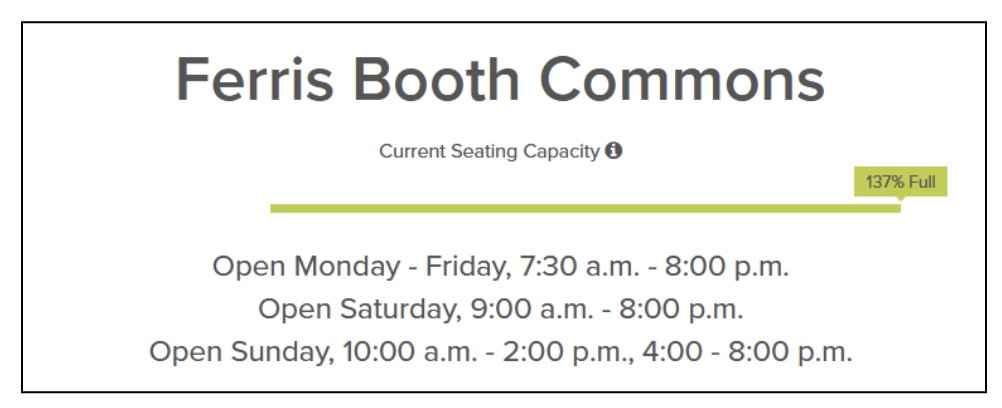 Ferris Booth Commons
Current Seating Capacity
137% Full
Open Monday - Friday, 7:30 a.m. - 8:00 p.m.
Open Saturday, 9:00 a.m. - 8:00 p.m.
Open Sunday, 10:00 a.m. - 2:00 p.m., 4:00 - 8:00 p.m.